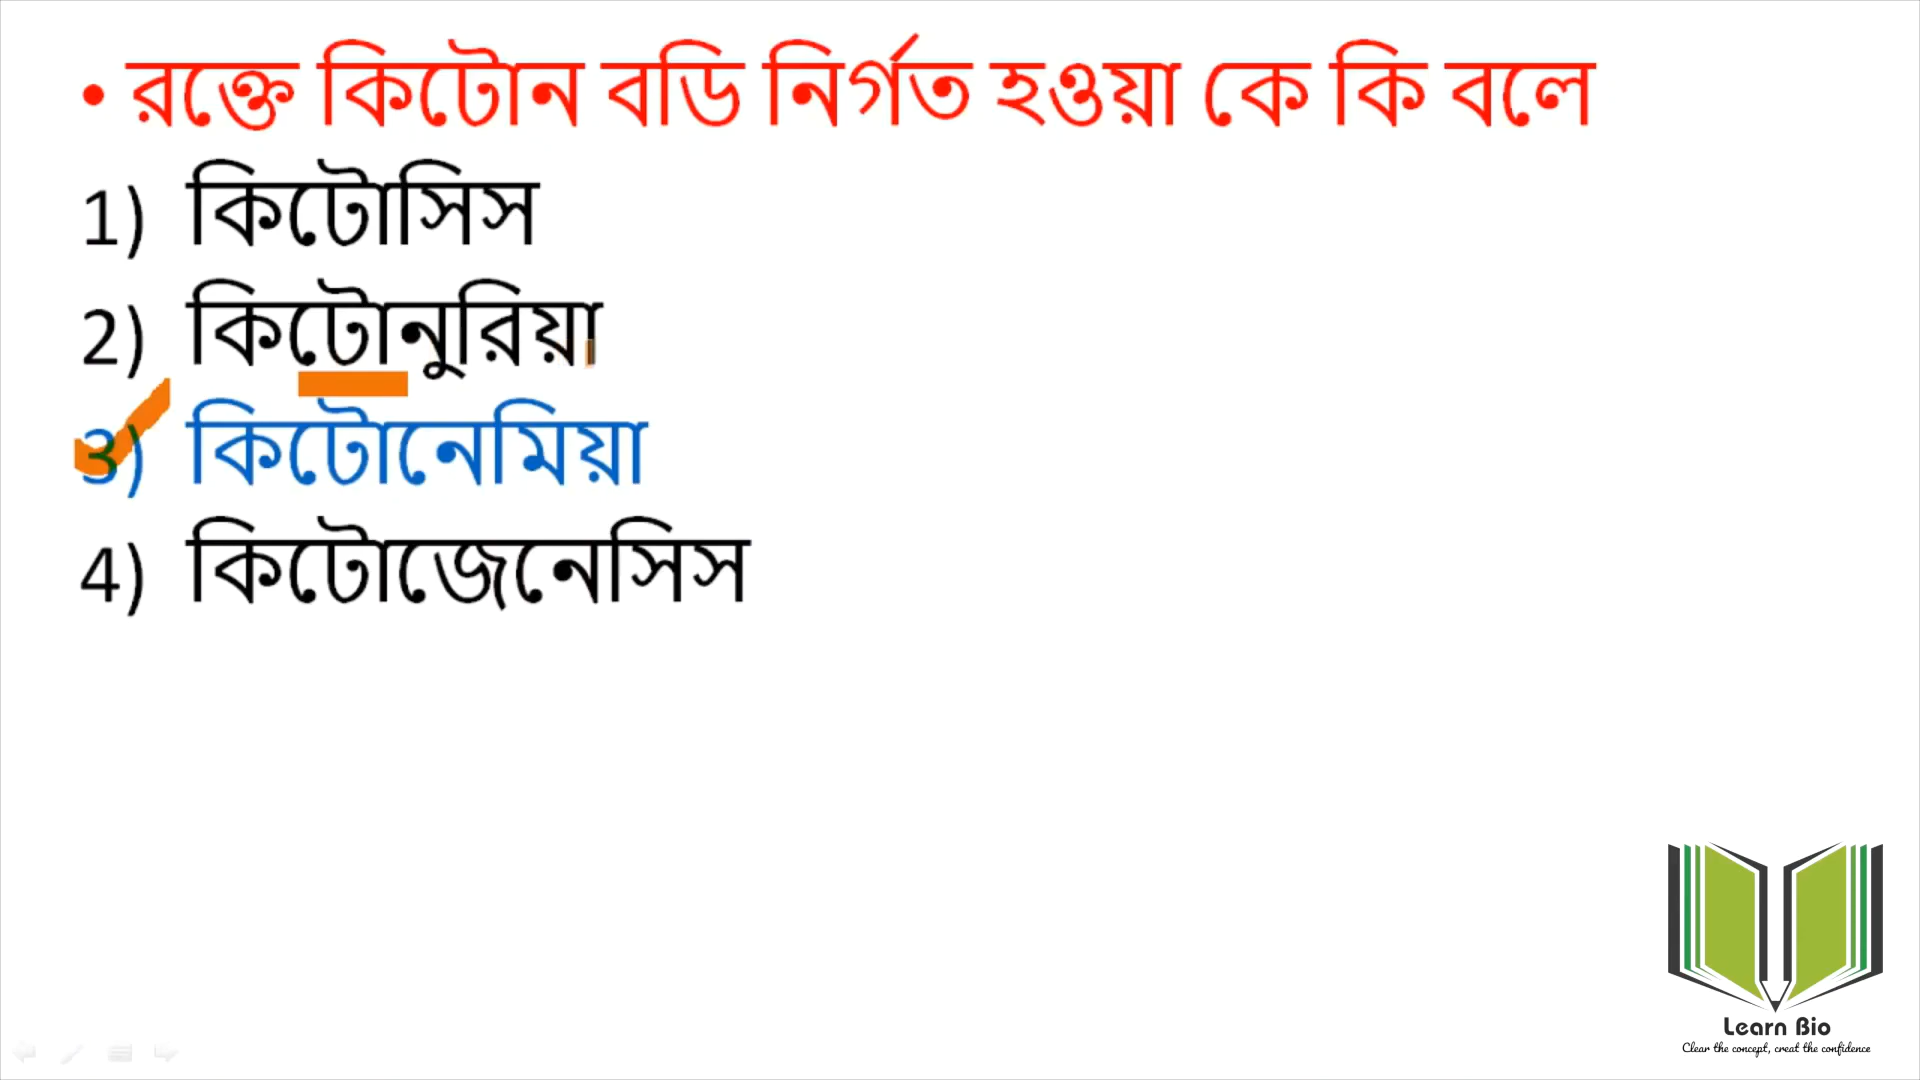 • রক্তে কিটোন বডি নির্গত হওয়া কে কি বলে
1) কিটোসিস
2) কিটোনুরিয়া
3) কিটোনেমিয়া
4) কিটোজেনেসিস
Learn Bio
Clear the concept, creat the confidence